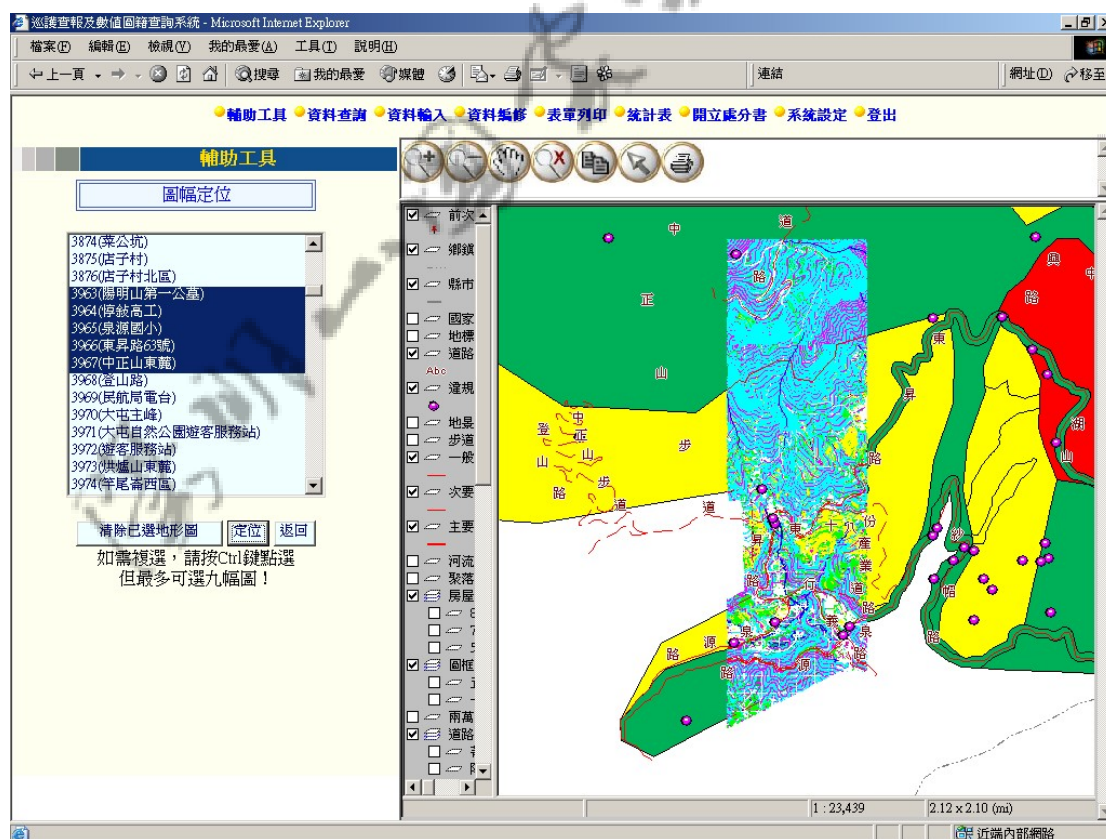 巡護查報及數值圖籍查詢系統 - Microsoft Internet Explorer
檔案(F) 編輯(E) 檢視(V) 我的最愛(A) 工具(T) 說明(H)
上一頁 搜尋 我的最愛 媒體 連結 網址(D) 移至
輔助工具 資料查詢 資料輸入 資料編修 表單列印 統計表 開立處分書 系統設定 登出
輔助工具
圖幅定位
3874(菜公坑)
3875(店子村)
3876(店子村北區)
3963(陽明山第一公墓)
3964(惇敘高工)
3965(泉源國小)
3966(東昇路63號)
3967(中正山東麓)
3968(登山路)
3969(民航局電台)
3970(大屯主峰)
3971(大屯自然公園遊客服務站)
3972(遊客服務站)
3973(烘爐山東麓)
3974(竿尾崙西區)
清除已選地形圖 定位 返回
如需複選，請按Ctrl鍵點選
但最多可選九幅圖！
前次
鄉鎮
縣市
國家
地標
道路
Abc
違規
地景
步道
一般
次要
主要
河流
聚落
房屋
圖框
兩萬
道路
中正山
步道
登山路
中正山步道
道路
東昇路
東昇路
十八份產業道路
行義路
泉源路
泉源路
紗帽路
湖山路
中興路
1 : 23,439
2.12 x 2.10 (mi)
近端內部網路